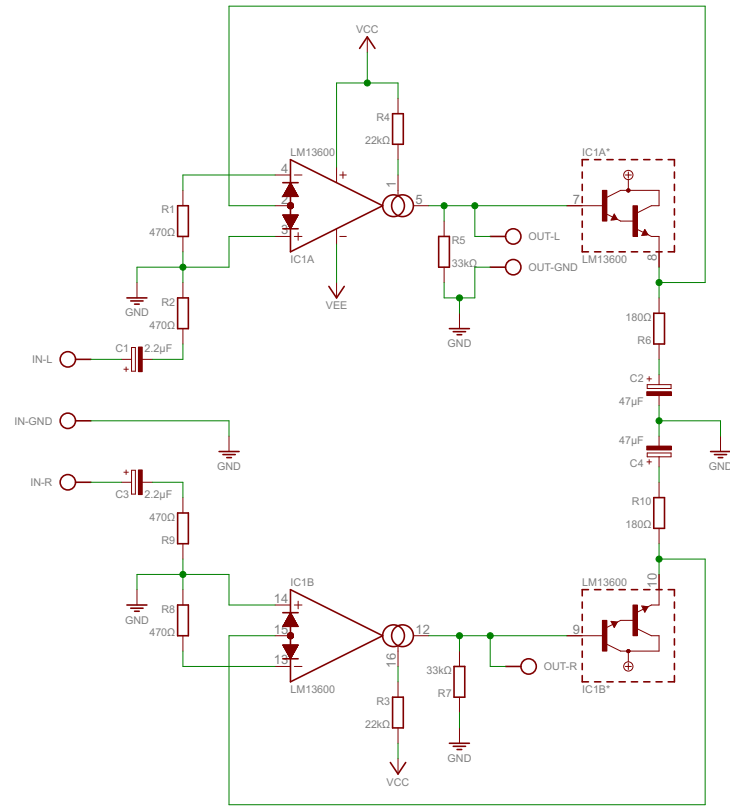 VCC
R4
22kΩ
LM13600
IC1A*
4
−
+
1
2
5
7
R1
470Ω
3
+
−
IC1A
R5
33kΩ
OUT-L
OUT-GND
LM13600
8
GND
R2
470Ω
VEE
GND
180Ω
R6
IN-L
C1
2.2µF
+
C2
+
47µF
IN-GND
GND
47µF
GND
C4
+
IN-R
+
C3
2.2µF
470Ω
R9
R10
180Ω
IC1B
LM13600
10
14
+
GND
R8
470Ω
15
12
9
13
−
16
LM13600
33kΩ
R7
OUT-R
IC1B*
R3
22kΩ
GND
VCC